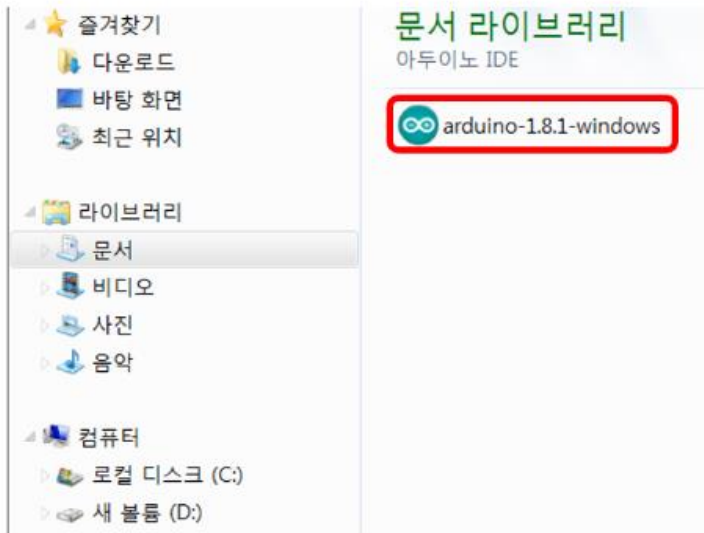 즐겨찾기
다운로드
바탕 화면
최근 위치
라이브러리
문서
비디오
사진
음악
컴퓨터
로컬 디스크 (C:)
새 볼륨 (D:)
문서 라이브러리
아두이노 IDE
arduino-1.8.1-windows